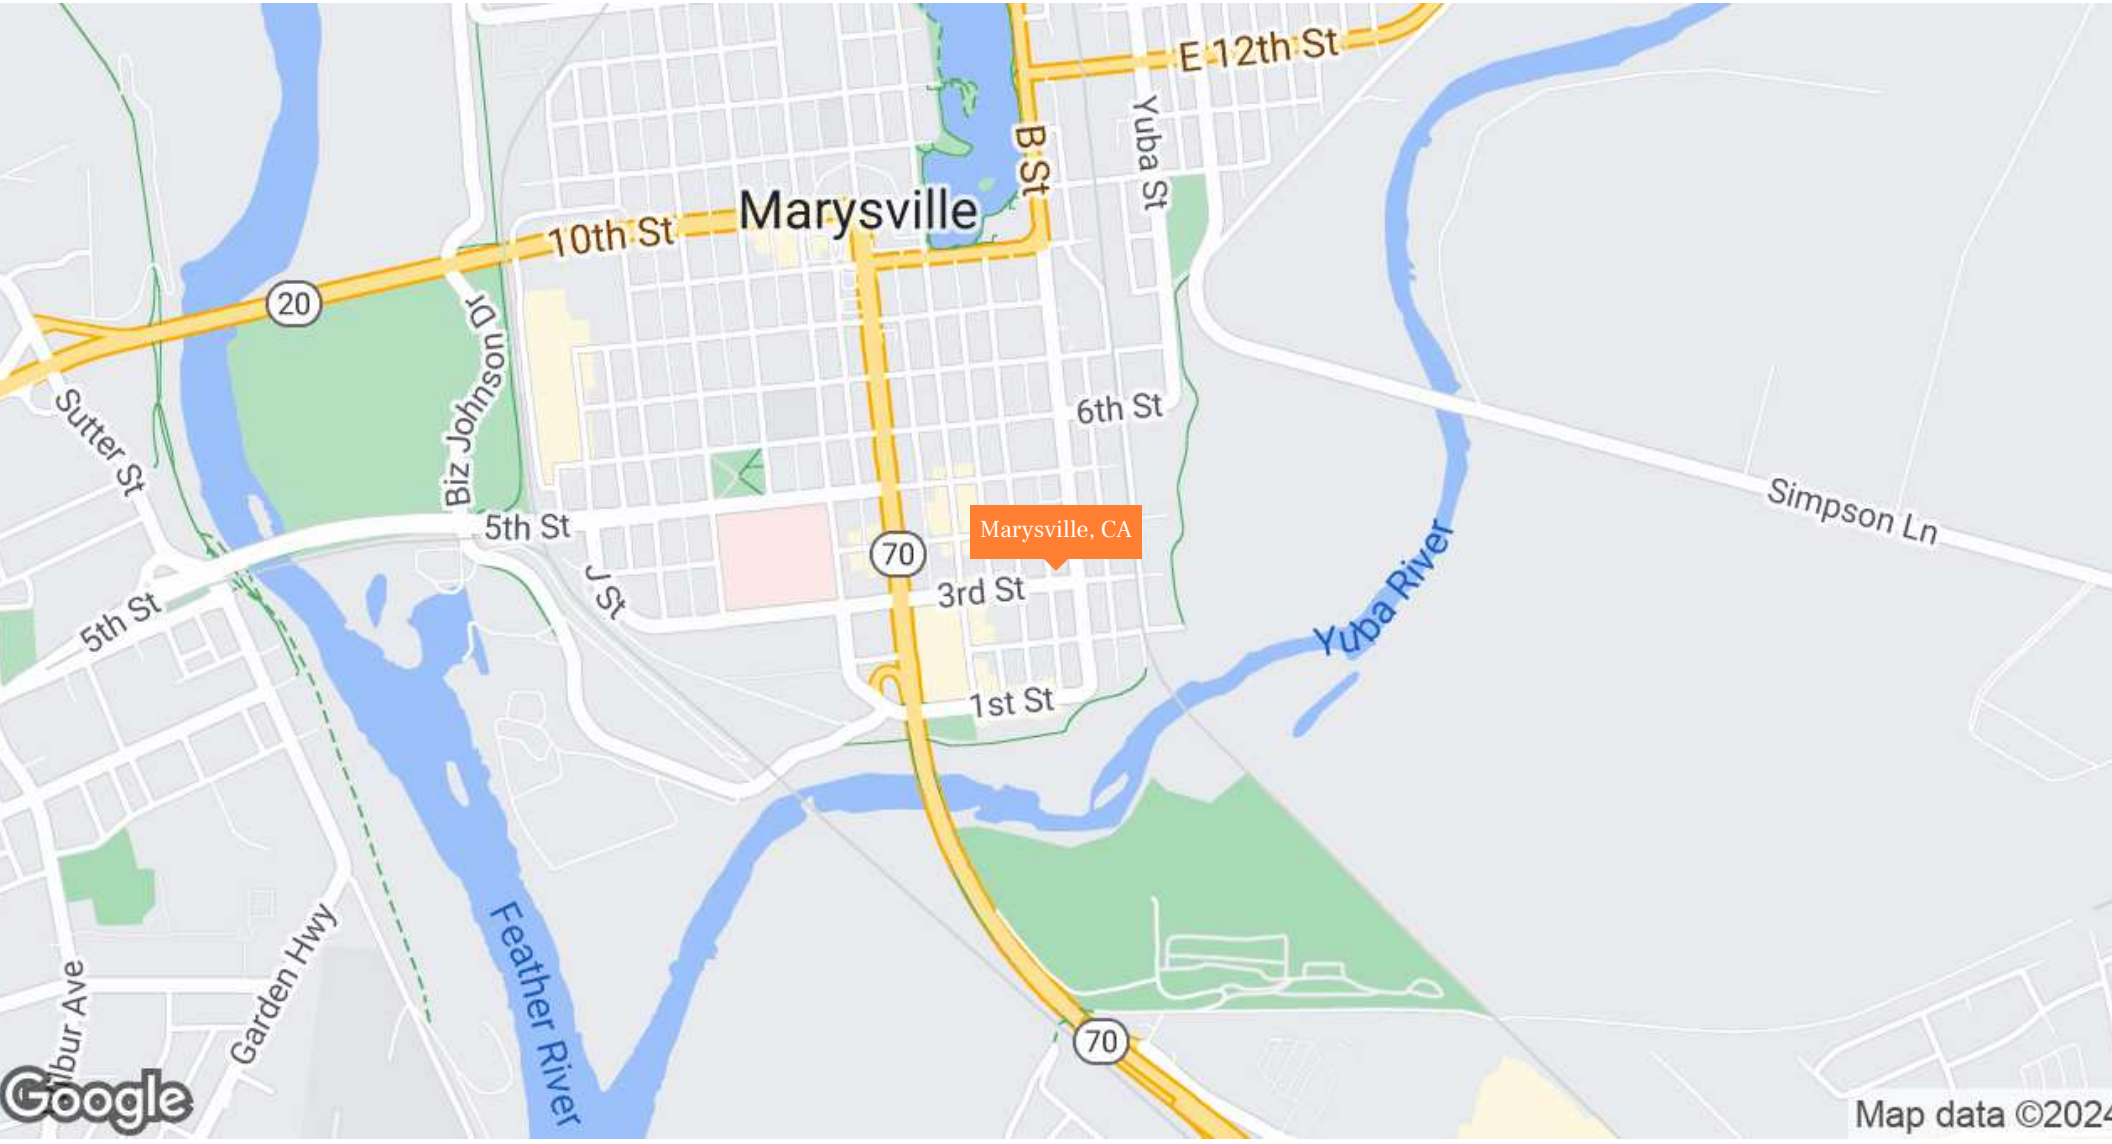 E 12th St
B St
Yuba St
Marysville
10th St
20
Biz Johnson Dr
Sutter St
6th St
Simpson Ln
5th St
Marysville, CA
70
3rd St
J St
5th St
Yuba River
1st St
Feather River
Garden Hwy
Wilbur Ave
70
Google
Map data ©2024